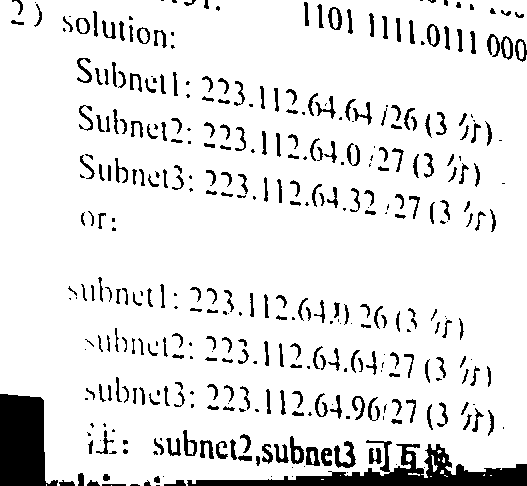 1101 1111.0111 000
2) solution:
Subnet1: 223.112.64.64 /26 (3 分).
Subnet2: 223.112.64.0 /27 (3 分)
Subnet3: 223.112.64.32 /27 (3 分)
or:
subnet1: 223.112.64.0/26 (3 分)
subnet2: 223.112.64.64/27 (3 分)
subnet3: 223.112.64.96/27 (3 分).
注: subnet2,subnet3 可互换.